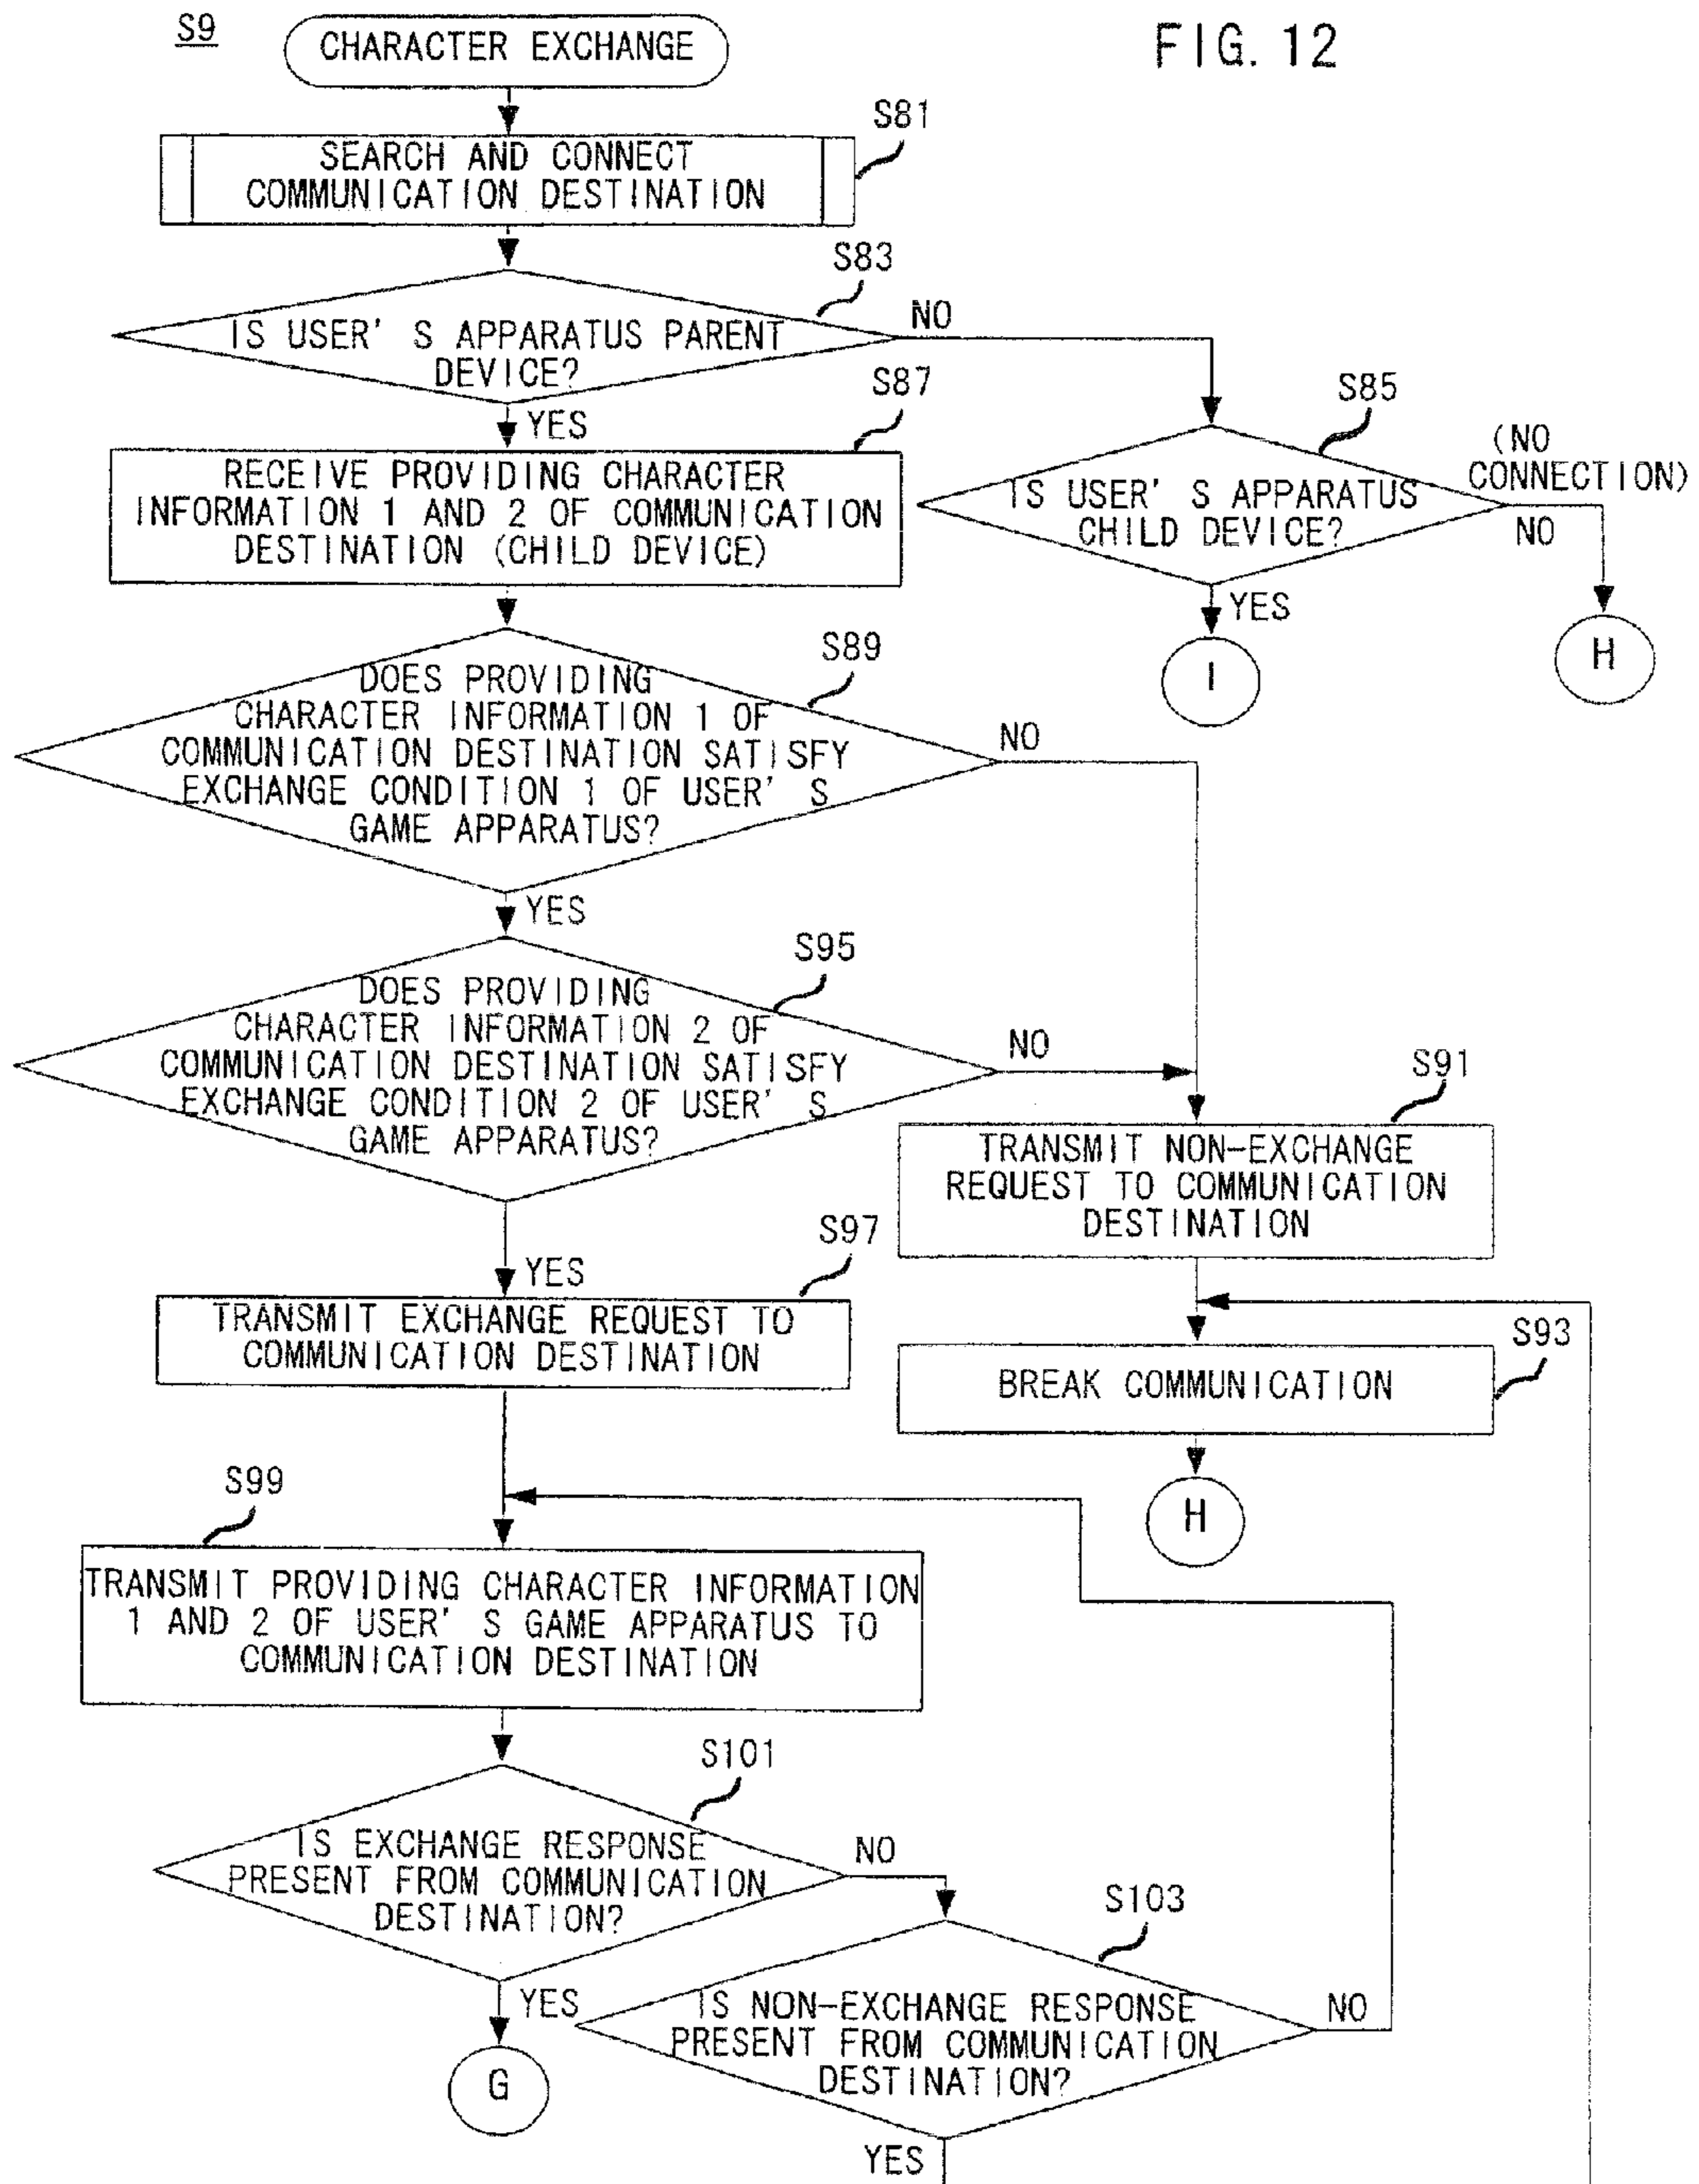 S9
CHARACTER EXCHANGE
FIG. 12
S81
SEARCH AND CONNECT
COMMUNICATION DESTINATION
S83
IS USER' S APPARATUS PARENT
DEVICE?
NO
YES
S87
S85
RECEIVE PROVIDING CHARACTER
INFORMATION 1 AND 2 OF COMMUNICATION
DESTINATION (CHILD DEVICE)
IS USER' S APPARATUS
CHILD DEVICE?
(NO
CONNECTION)
NO
YES
I
H
S89
DOES PROVIDING
CHARACTER INFORMATION 1 OF
COMMUNICATION DESTINATION SATISFY
EXCHANGE CONDITION 1 OF USER' S
GAME APPARATUS?
NO
YES
S95
DOES PROVIDING
CHARACTER INFORMATION 2 OF
COMMUNICATION DESTINATION SATISFY
EXCHANGE CONDITION 2 OF USER' S
GAME APPARATUS?
NO
YES
S91
TRANSMIT NON-EXCHANGE
REQUEST TO COMMUNICATION
DESTINATION
S97
TRANSMIT EXCHANGE REQUEST TO
COMMUNICATION DESTINATION
S93
BREAK COMMUNICATION
H
S99
TRANSMIT PROVIDING CHARACTER INFORMATION
1 AND 2 OF USER' S GAME APPARATUS TO
COMMUNICATION DESTINATION
S101
IS EXCHANGE RESPONSE
PRESENT FROM COMMUNICATION
DESTINATION?
NO
YES
G
S103
IS NON-EXCHANGE RESPONSE
PRESENT FROM COMMUNICATION
DESTINATION?
NO
YES